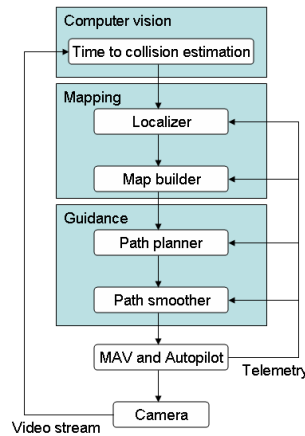 Computer vision
Time to collision estimation
Mapping
Localizer
Map builder
Guidance
Path planner
Path smoother
MAV and Autopilot
Telemetry
Camera
Video stream